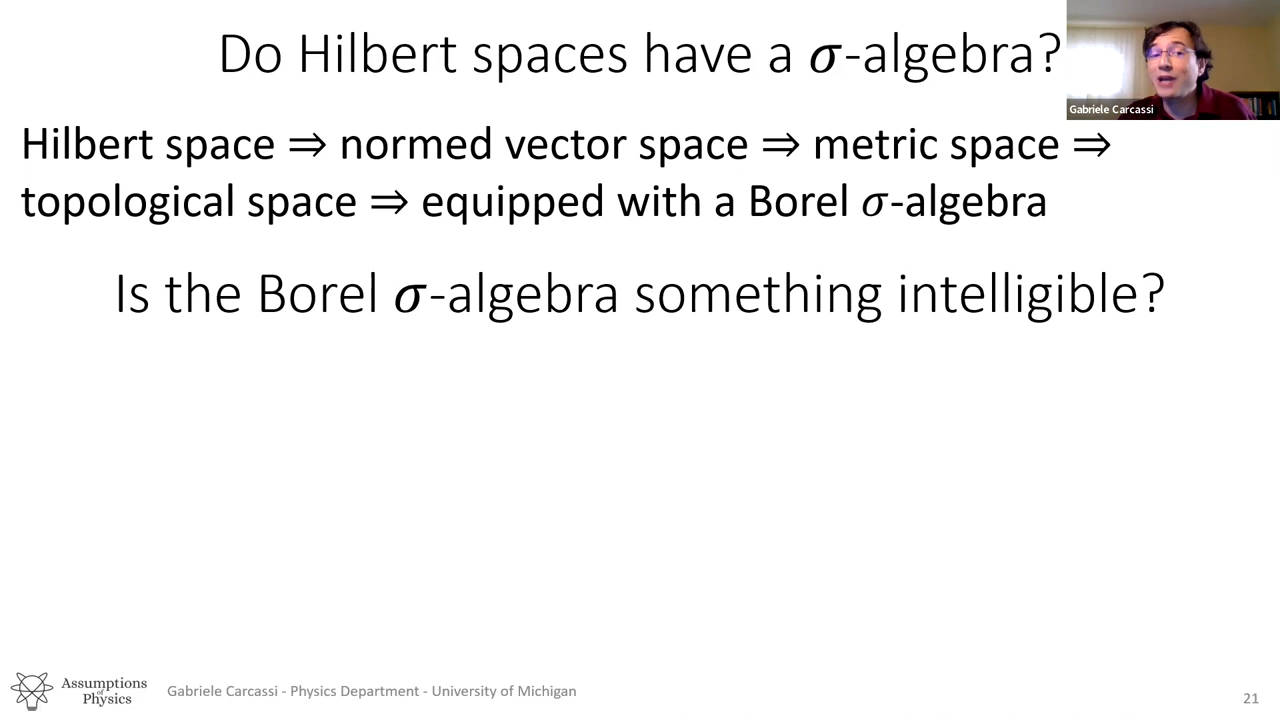 Do Hilbert spaces have a 𝝈-algebra?
Gabriele Carcassi
Hilbert space ⇒ normed vector space ⇒ metric space ⇒
topological space ⇒ equipped with a Borel 𝜎-algebra
Is the Borel 𝝈-algebra something intelligible?
Assumptions
of
Physics
Gabriele Carcassi - Physics Department - University of Michigan
21